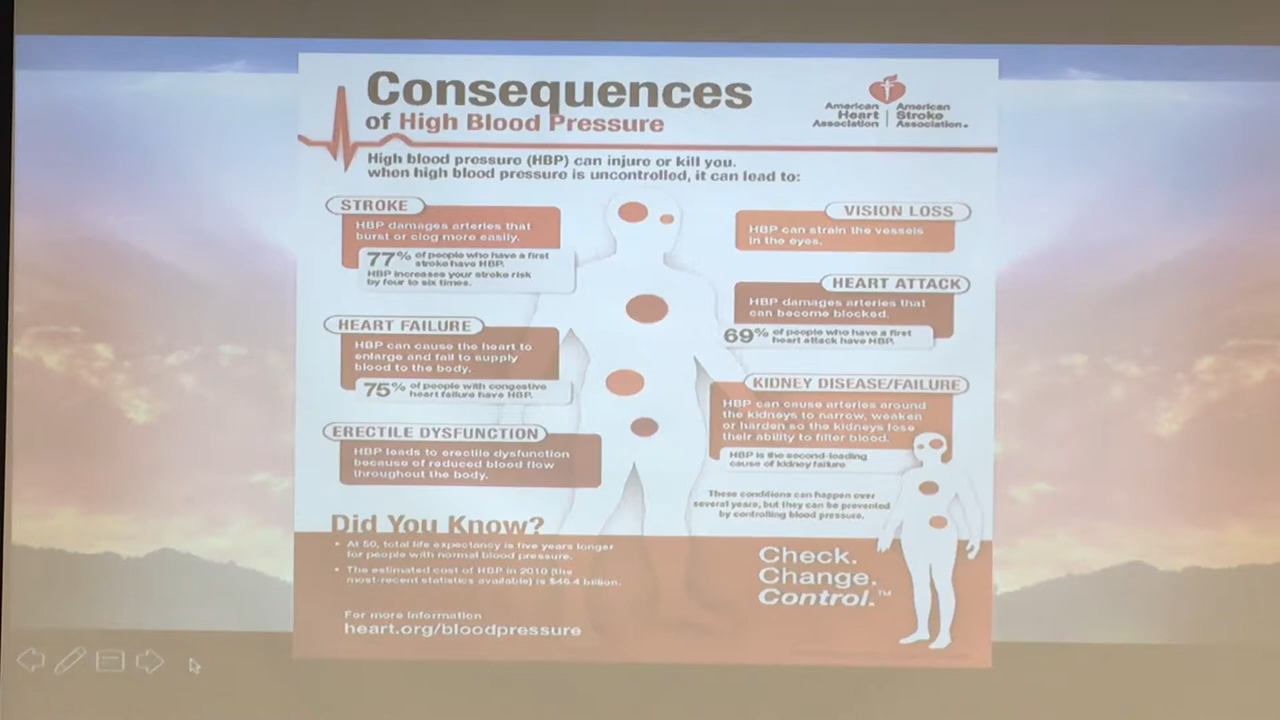 Consequences
of High Blood Pressure
American
Heart
Association
American
Stroke
Association®
High blood pressure (HBP) can injure or kill you.
when high blood pressure is uncontrolled, it can lead to:
STROKE
HBP damages arteries that
burst or clog more easily.
77% of people who have a first
stroke have HBP.
HBP increases your stroke risk
by four to six times.
HEART FAILURE
HBP can cause the heart to
enlarge and fail to supply
blood to the body.
75% of people with congestive
heart failure have HBP.
ERECTILE DYSFUNCTION
HBP leads to erectile dysfunction
because of reduced blood flow
throughout the body.
VISION LOSS
HBP can strain the vessels
in the eyes.
HEART ATTACK
HBP damages arteries that
can become blocked.
69% of people who have a first
heart attack have HBP.
KIDNEY DISEASE/FAILURE
HBP can cause arteries around
the kidneys to narrow, weaken
or harden so the kidneys lose
their ability to filter blood.
HBP is the second-leading
cause of kidney failure
These conditions can happen over
several years, but they can be prevented
by controlling blood pressure.
Did You Know?
• At 50, total life expectancy is five years longer
for people with normal blood pressure.
• The estimated cost of HBP in 2010 (the
most-recent statistics available) is $46.4 billion.
For more information
heart.org/bloodpressure
Check.
Change.
Control.™